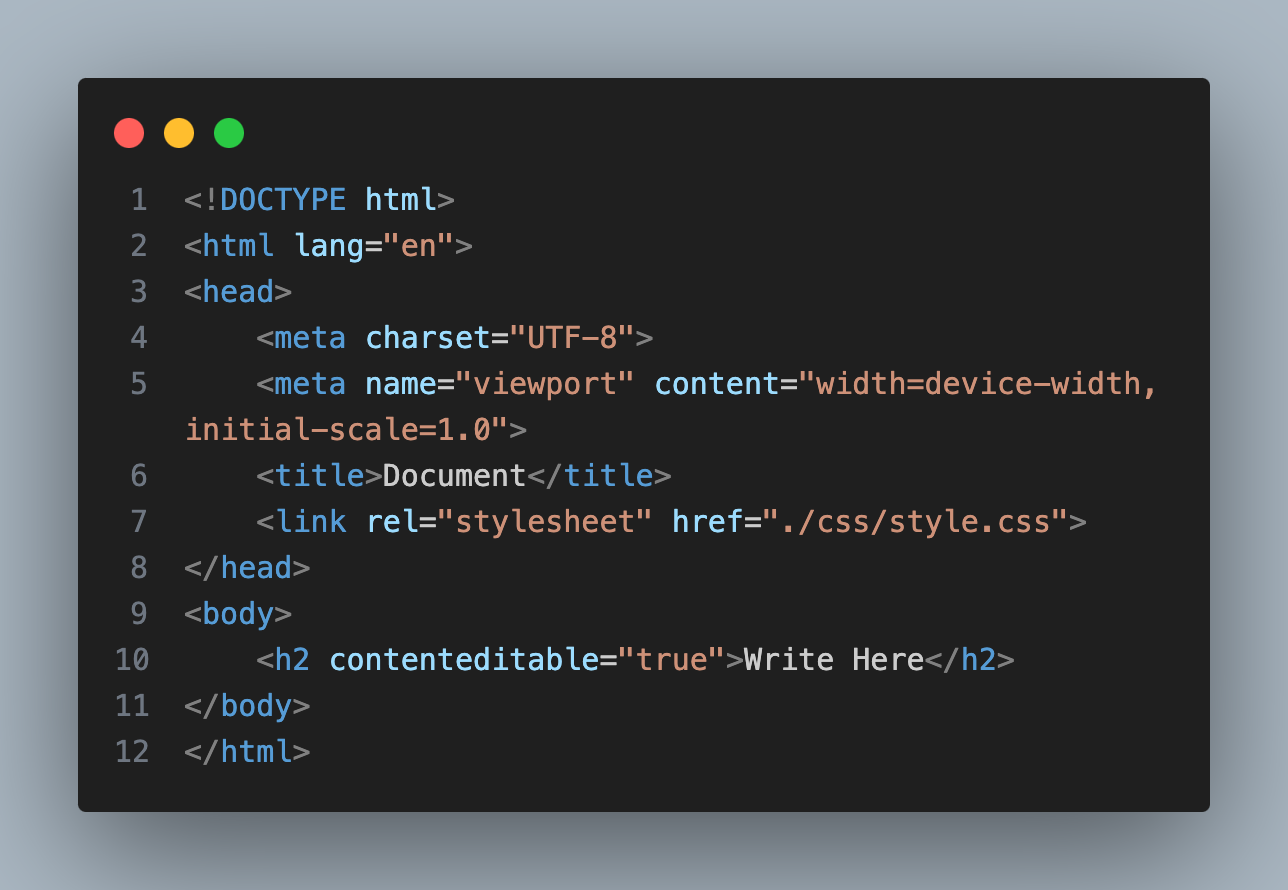 1 <!DOCTYPE html>
2 <html lang="en">
3 <head>
4     <meta charset="UTF-8">
5     <meta name="viewport" content="width=device-width,
initial-scale=1.0">
6     <title>Document</title>
7     <link rel="stylesheet" href="./css/style.css">
8 </head>
9 <body>
10     <h2 contenteditable="true">Write Here</h2>
11 </body>
12 </html>